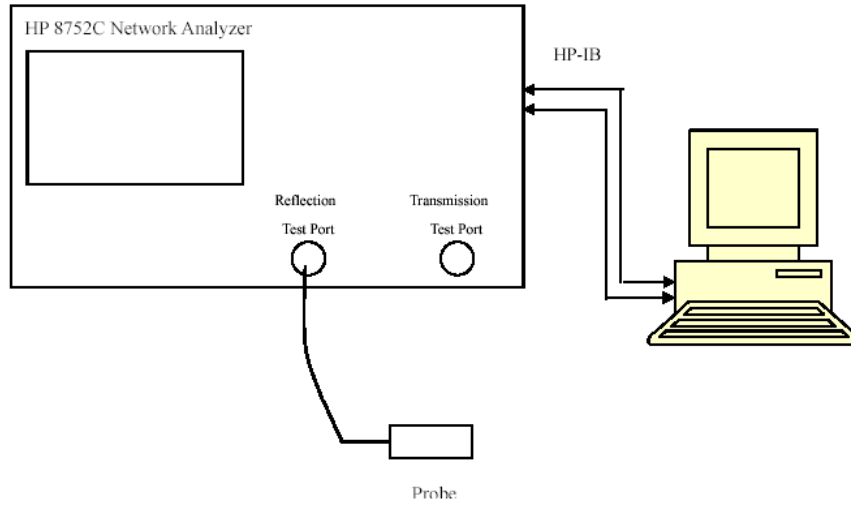 HP 8752C Network Analyzer
HP-IB
Reflection
Test Port
Transmission
Test Port
Probe